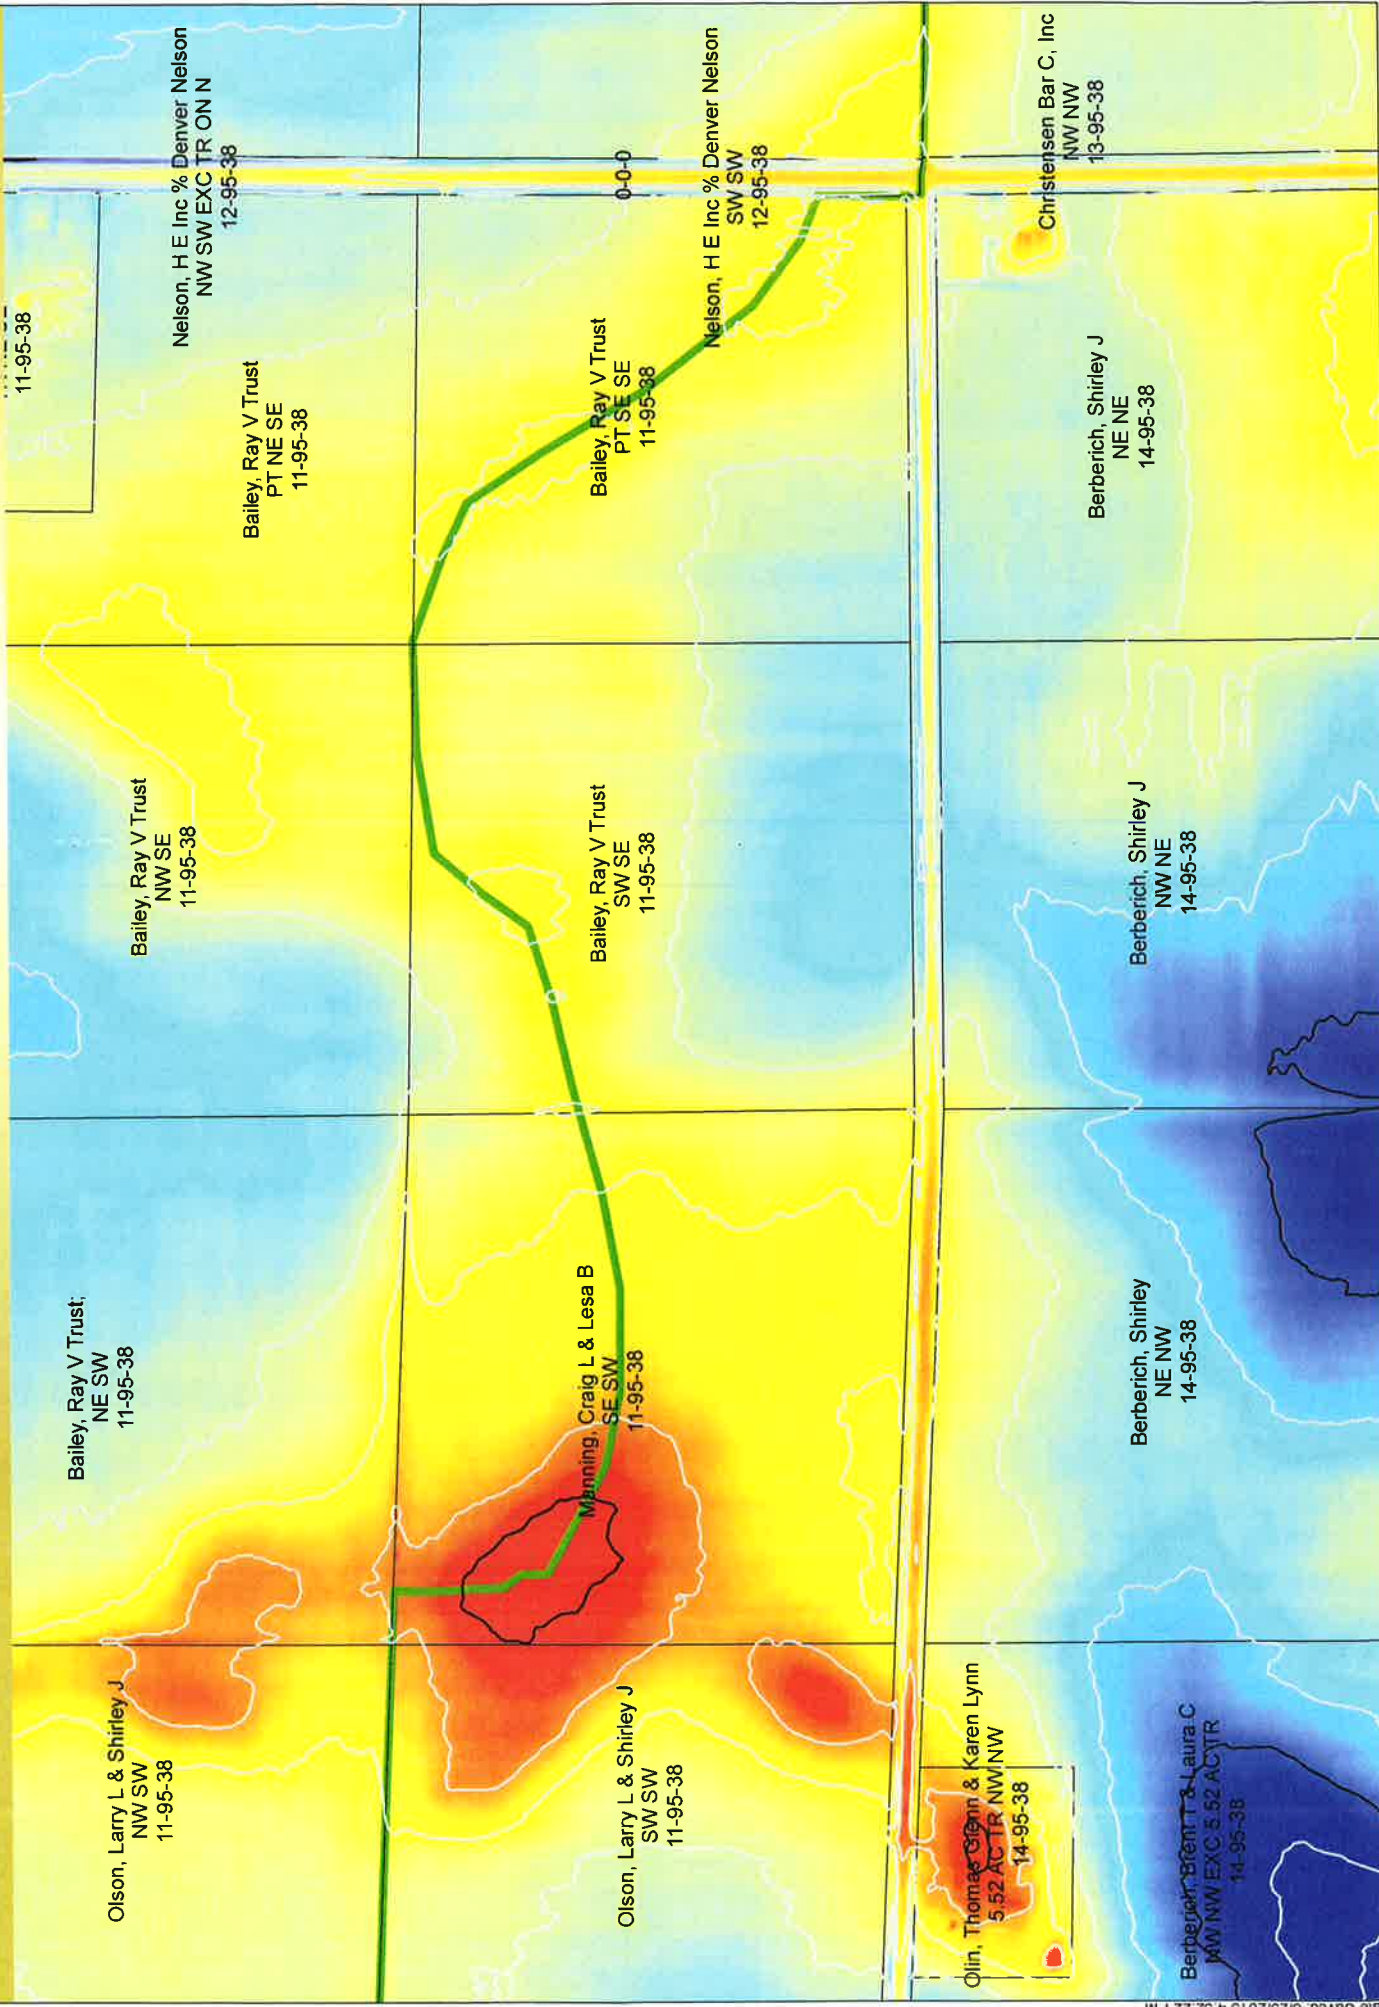 11-95-38
Nelson, H E Inc % Denver Nelson
NW SW EXC TR ON N
12-95-38
0-0-0
Nelson, H E Inc % Denver Nelson
SW SW
12-95-38
Christensen Bar C, Inc
NW NW
13-95-38
Bailey, Ray V Trust
PT NE SE
11-95-38
Bailey, Ray V Trust
PT SE SE
11-95-38
Berberich, Shirley J
NE NE
14-95-38
Bailey, Ray V Trust
NW SE
11-95-38
Bailey, Ray V Trust
SW SE
11-95-38
Berberich, Shirley J
NW NE
14-95-38
Bailey, Ray V Trust;
NE SW
11-95-38
Manning, Craig L & Lesa B
SE SW
11-95-38
Berberich, Shirley
NE NW
14-95-38
Olson, Larry L & Shirley J
NW SW
11-95-38
Olson, Larry L & Shirley J
SW SW
11-95-38
Olin, Thomas Glenn & Karen Lynn
5.52 AC TR NW NW
14-95-38
Berberich, Brent T & Laura C
NW NW EXC 5.52 AC TR
14-95-38